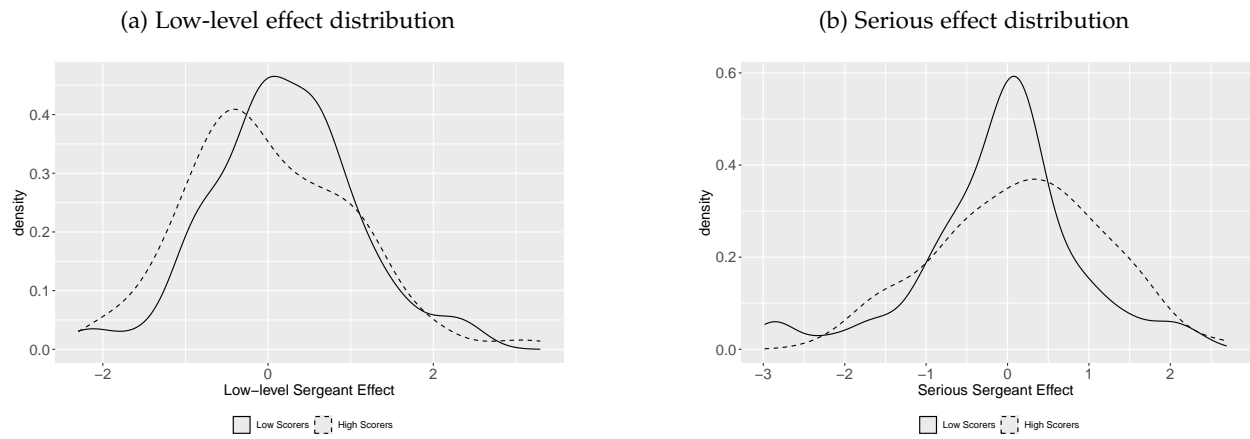 (a) Low-level effect distribution
0.4
0.3
0.2
0.1
0.0
density
−2
0
2
Low−level Sergeant Effect
Low Scorers
High Scorers
(b) Serious effect distribution
0.6
0.4
0.2
0.0
density
−3
−2
−1
0
1
2
Serious Sergeant Effect
Low Scorers
High Scorers